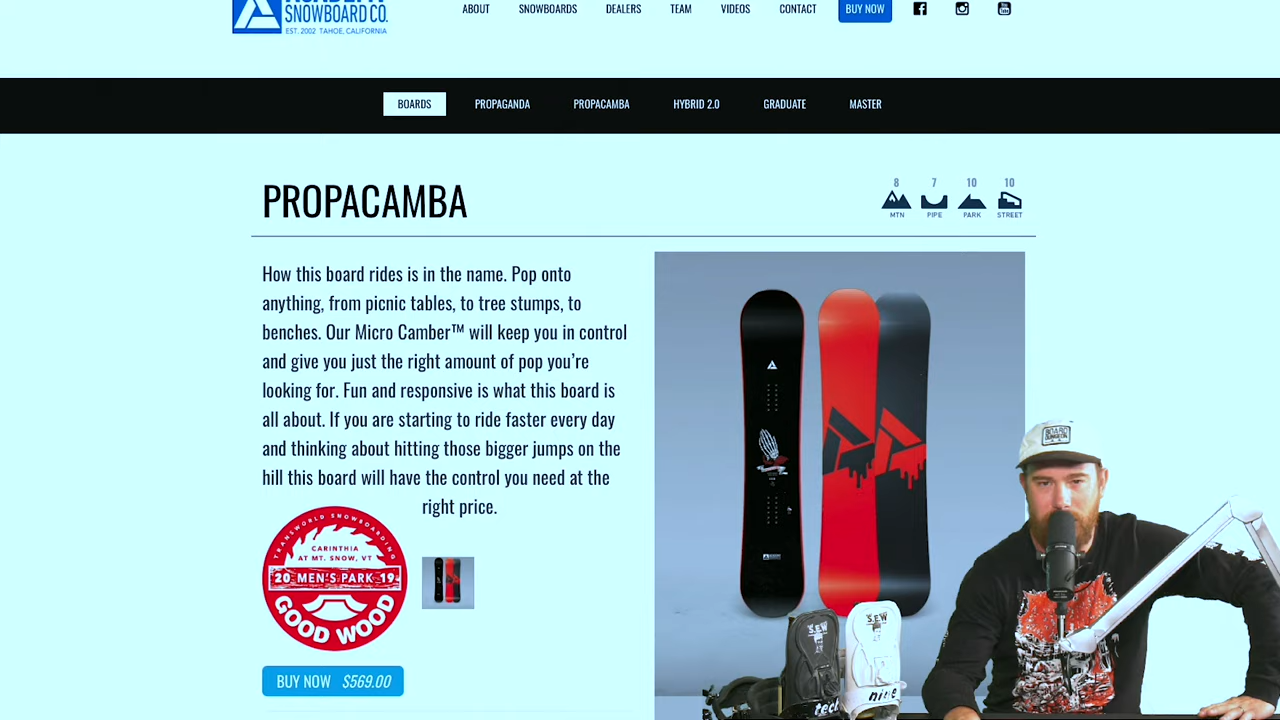 SNOWBOARD CO.
EST. 2002 TAHOE, CALIFORNIA
ABOUT SNOWBOARDS DEALERS TEAM VIDEOS CONTACT BUY NOW
BOARDS PROPAGANDA PROPACAMBA HYBRID 2.0 GRADUATE MASTER
PROPACAMBA
8 7 10 10
MTN PIPE PARK STREET
How this board rides is in the name. Pop onto
anything, from picnic tables, to tree stumps, to
benches. Our Micro Camber™ will keep you in control
and give you just the right amount of pop you’re
looking for. Fun and responsive is what this board is
all about. If you are starting to ride faster every day
and thinking about hitting those bigger jumps on the
hill this board will have the control you need at the
right price.
TRANSWORLD SNOWBOARDING
CARINTHIA
AT MT. SNOW, VT
20 MEN'S PARK 19
GOOD WOOD
BUY NOW $569.00
S.E.W
S.E.W
tech
nine
BOARD